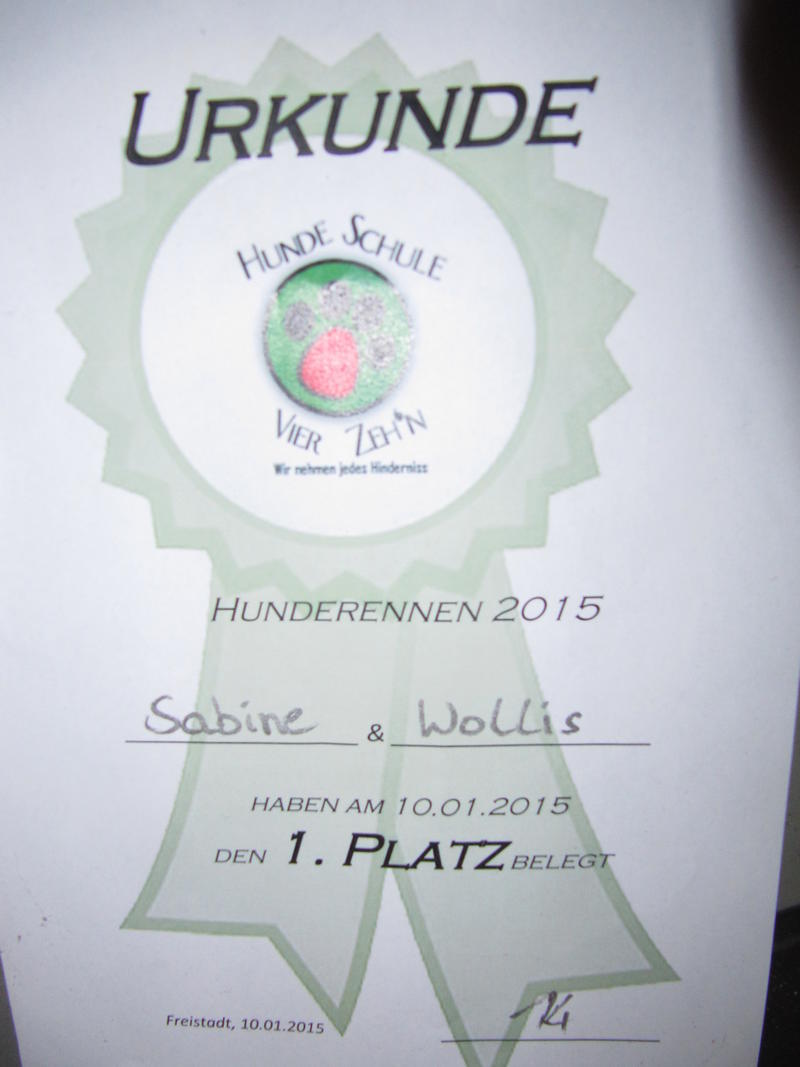 URKUNDE
HUNDE SCHULE
VIER ZEH'N
Wir nehmen jedes Hinderniss
HUNDERENNEN 2015
Sabine & Wollis
HABEN AM 10.01.2015
DEN 1. PLATZ BELEGT
Freistadt, 10.01.2015